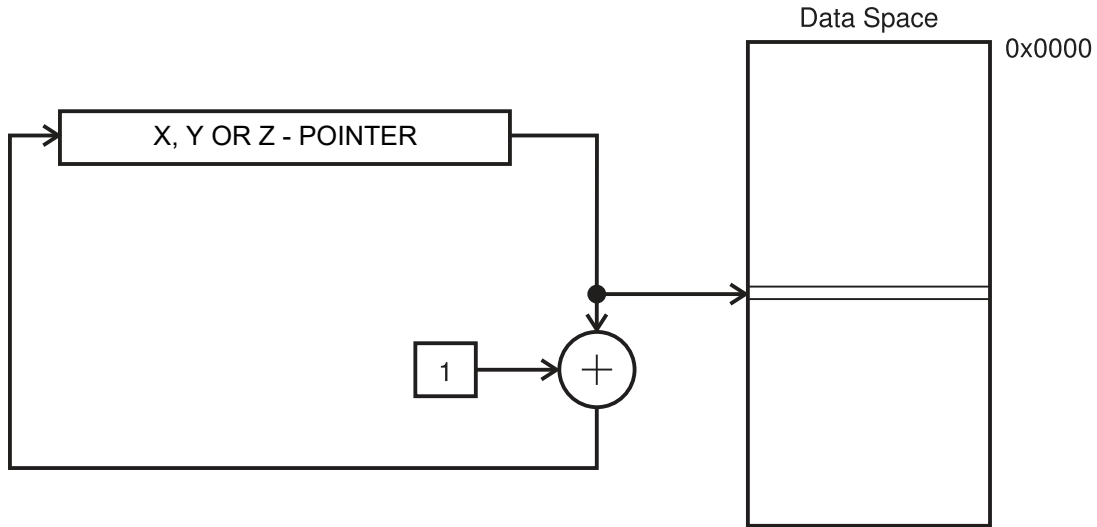 Data Space
0x0000
X, Y OR Z - POINTER
1
+